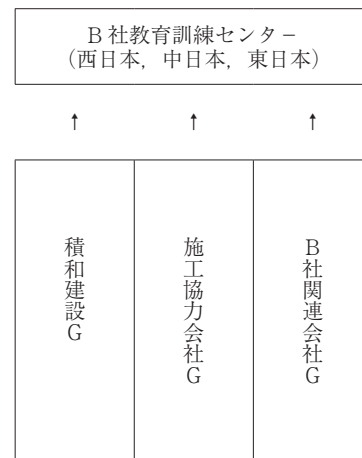 B社教育訓練センター
(西日本，中日本，東日本)
↑ ↑ ↑
積和建設G
施工協力会社G
B社関連会社G